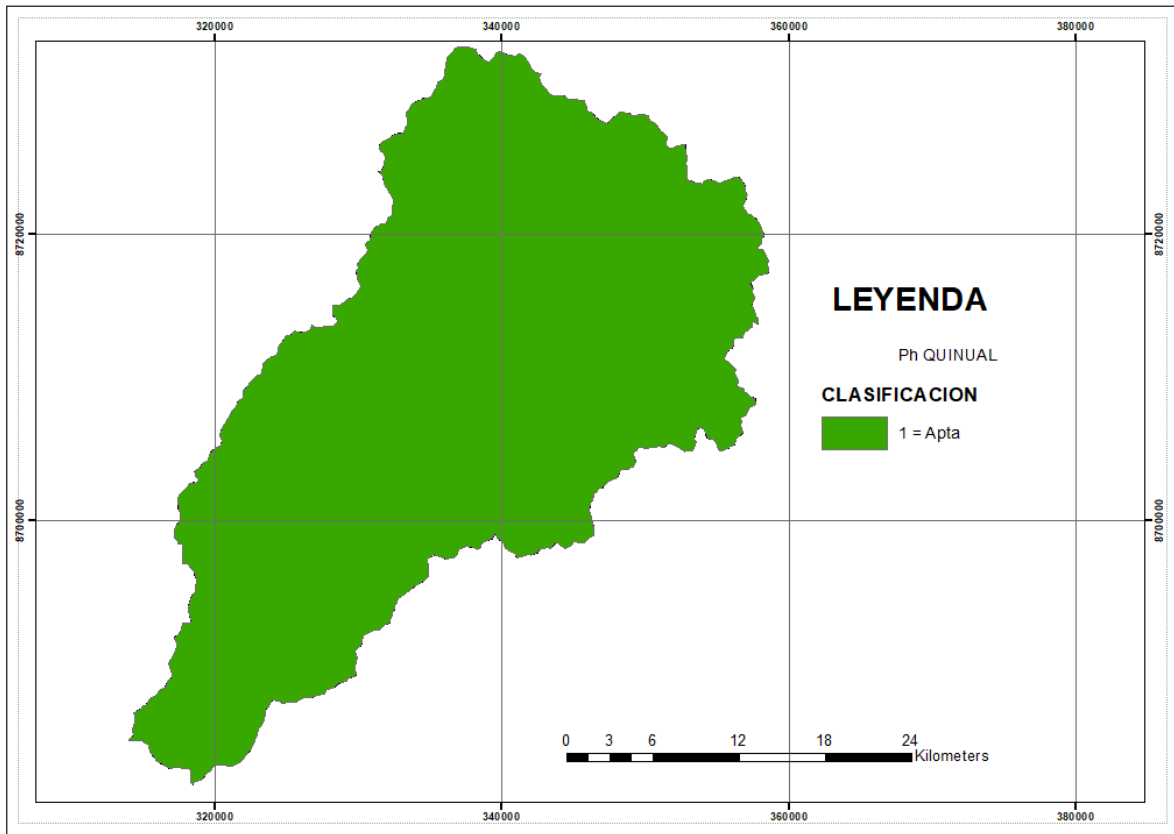 320000 340000 360000 380000
8720000 8720000
LEYENDA
Ph QUINUAL
CLASIFICACION
1 = Apta
8700000 8700000
0 3 6 12 18 24
Kilometers
320000 340000 360000 380000